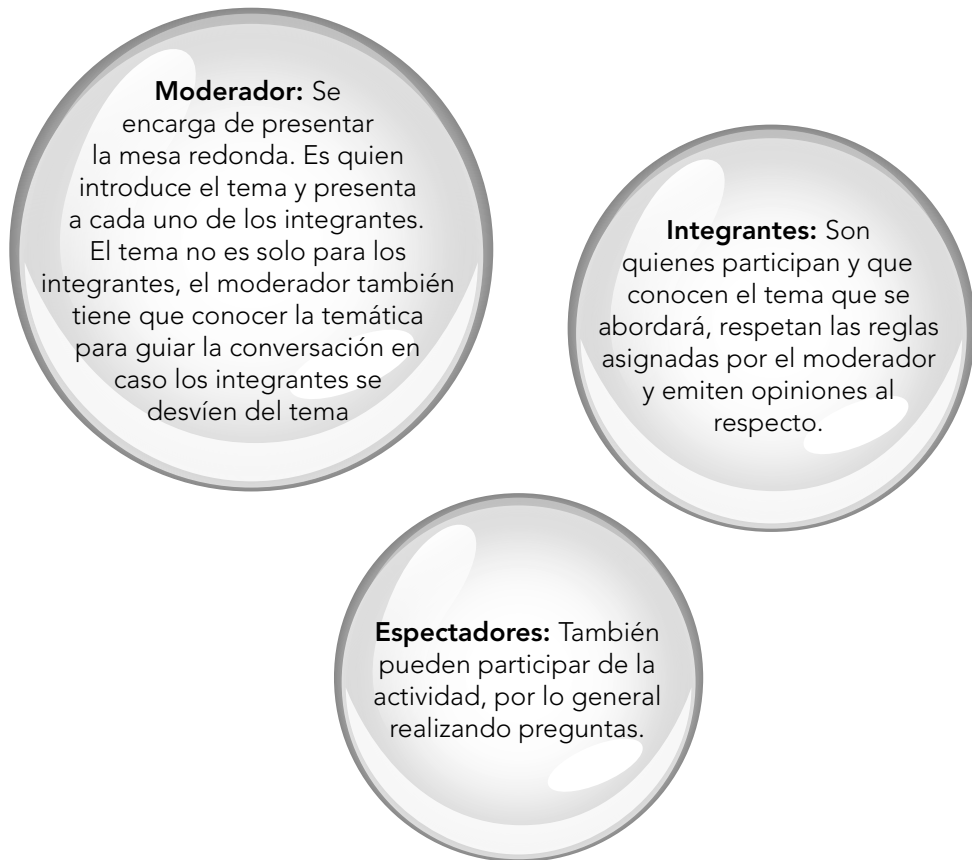 Moderador: Se
encarga de presentar
la mesa redonda. Es quien
introduce el tema y presenta
a cada uno de los integrantes.
El tema no es solo para los
integrantes, el moderador también
tiene que conocer la temática
para guiar la conversación en
caso los integrantes se
desvíen del tema
Integrantes: Son
quienes participan y que
conocen el tema que se
abordará, respetan las reglas
asignadas por el moderador
y emiten opiniones al
respecto.
Espectadores: También
pueden participar de la
actividad, por lo general
realizando preguntas.